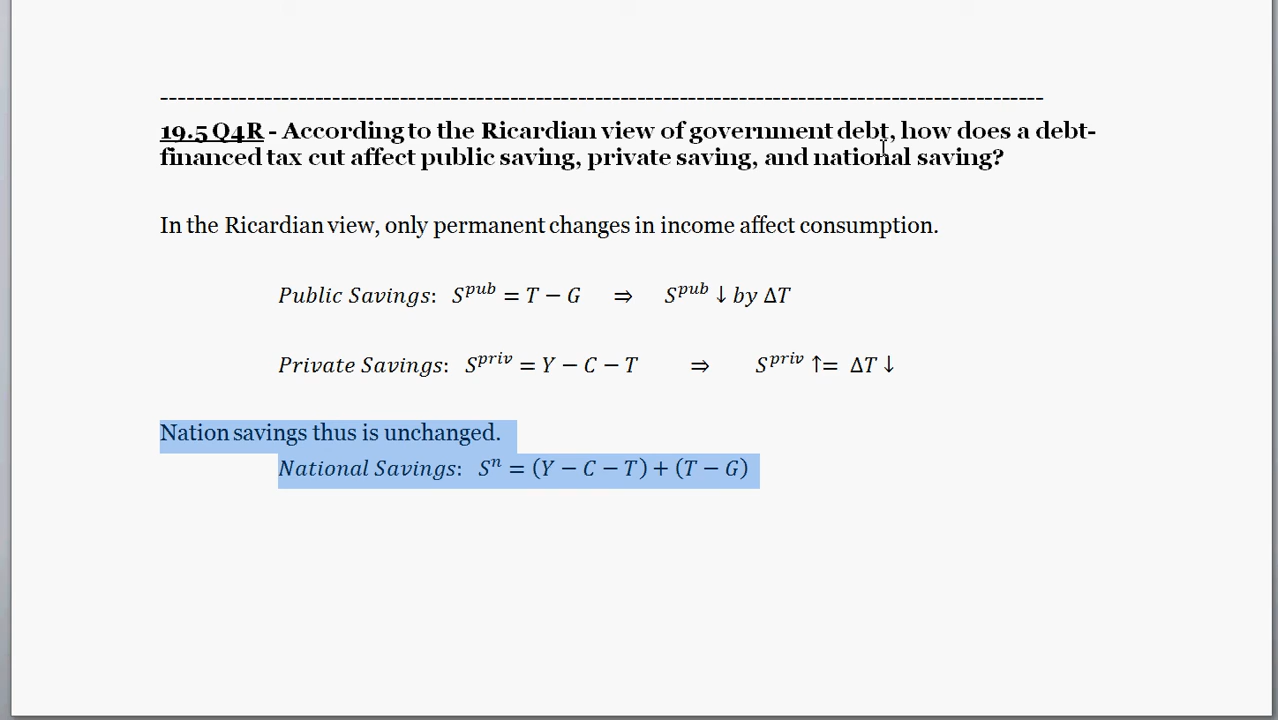 ----------------------------------------------------------------------------------------------------
19.5 Q4R - According to the Ricardian view of government debt, how does a debt-
financed tax cut affect public saving, private saving, and national saving?
In the Ricardian view, only permanent changes in income affect consumption.
Public Savings: S^pub = T − G ⇒ S^pub ↓ by ΔT
Private Savings: S^priv = Y − C − T ⇒ S^priv ↑= ΔT ↓
Nation savings thus is unchanged.
National Savings: S^n = (Y − C − T) + (T − G)